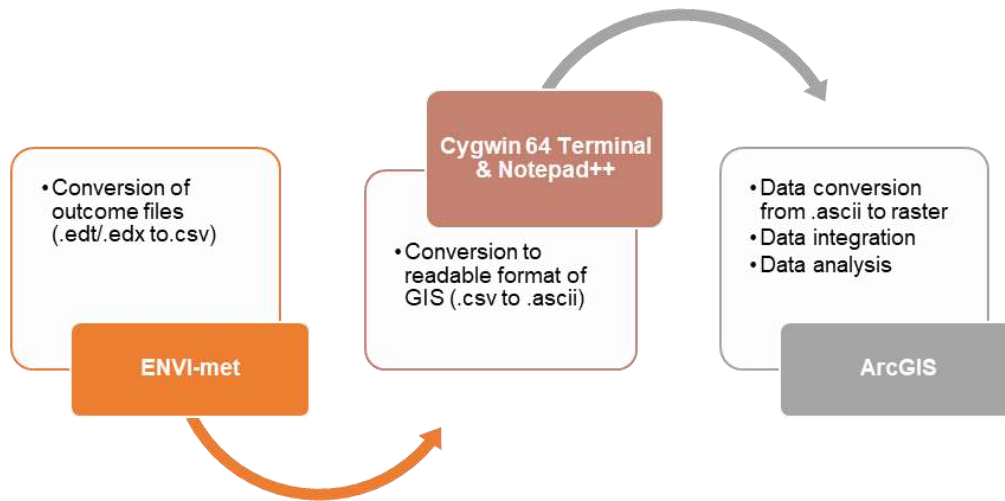 •Conversion of
outcome files
(.edt/.edx to.csv)
ENVI-met
Cygwin 64 Terminal
& Notepad++
•Conversion to
readable format of
GIS (.csv to .ascii)
•Data conversion
from .ascii to raster
•Data integration
•Data analysis
ArcGIS